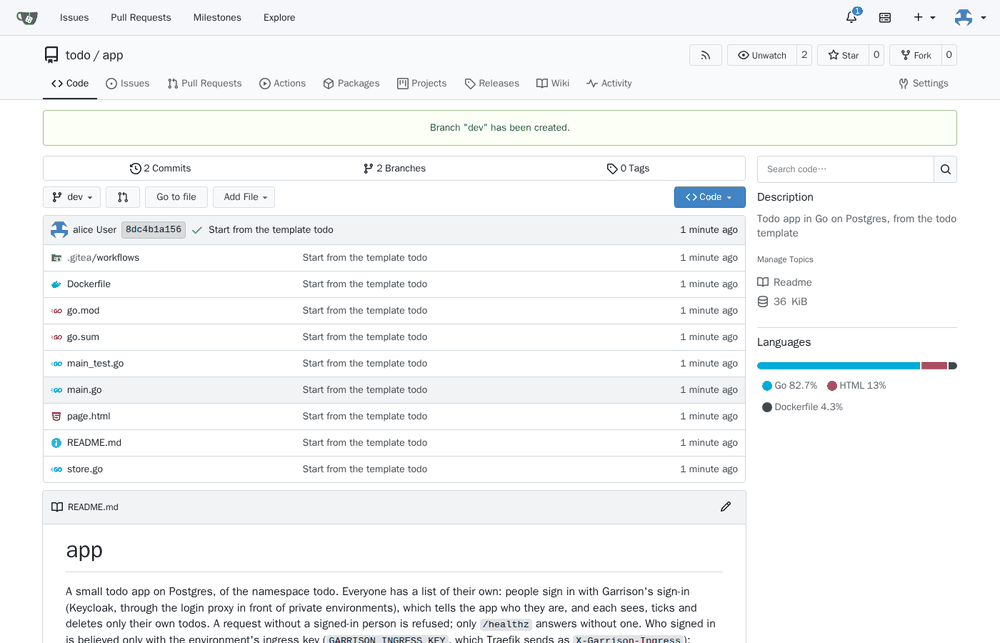 Issues Pull Requests Milestones Explore 1
todo / app Unwatch 2 Star 0 Fork 0
Code Issues Pull Requests Actions Packages Projects Releases Wiki Activity Settings
Branch "dev" has been created.
2 Commits 2 Branches 0 Tags
Search code...
dev Go to file Add File Code
Description
alice User 8dc4b1a156 Start from the template todo 1 minute ago
Todo app in Go on Postgres, from the todo
template
.gitea/workflows Start from the template todo 1 minute ago
Manage Topics
Dockerfile Start from the template todo 1 minute ago
Readme
go.mod Start from the template todo 1 minute ago
36 KiB
go.sum Start from the template todo 1 minute ago
Languages
main_test.go Start from the template todo 1 minute ago
main.go Start from the template todo 1 minute ago
Go 82.7% HTML 13%
Dockerfile 4.3%
page.html Start from the template todo 1 minute ago
README.md Start from the template todo 1 minute ago
store.go Start from the template todo 1 minute ago
README.md
app
A small todo app on Postgres, of the namespace todo. Everyone has a list of their own: people sign in with Garrison's sign-in
(Keycloak, through the login proxy in front of private environments), which tells the app who they are, and each sees, ticks and
deletes only their own todos. A request without a signed-in person is refused; only /healthz answers without one. Who signed in
is believed only with the environment's ingress key (GARRISON_INGRESS_KEY, which Traefik sends as X-Garrison-Ingress);